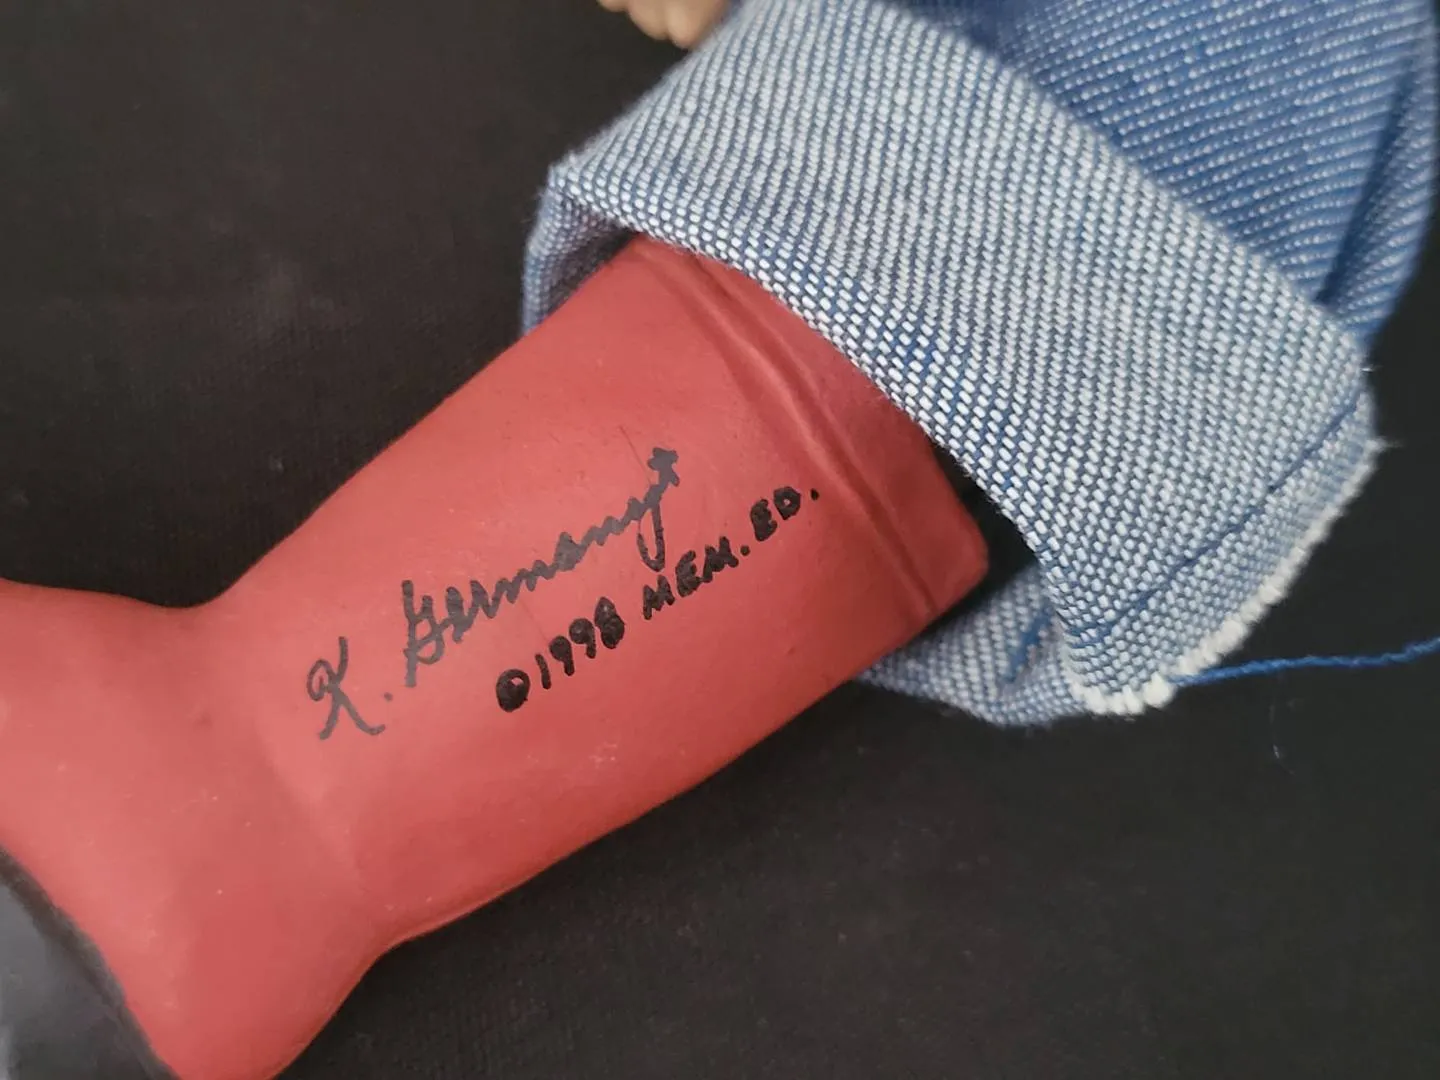 K. Germany
©1998 MEM. ED.